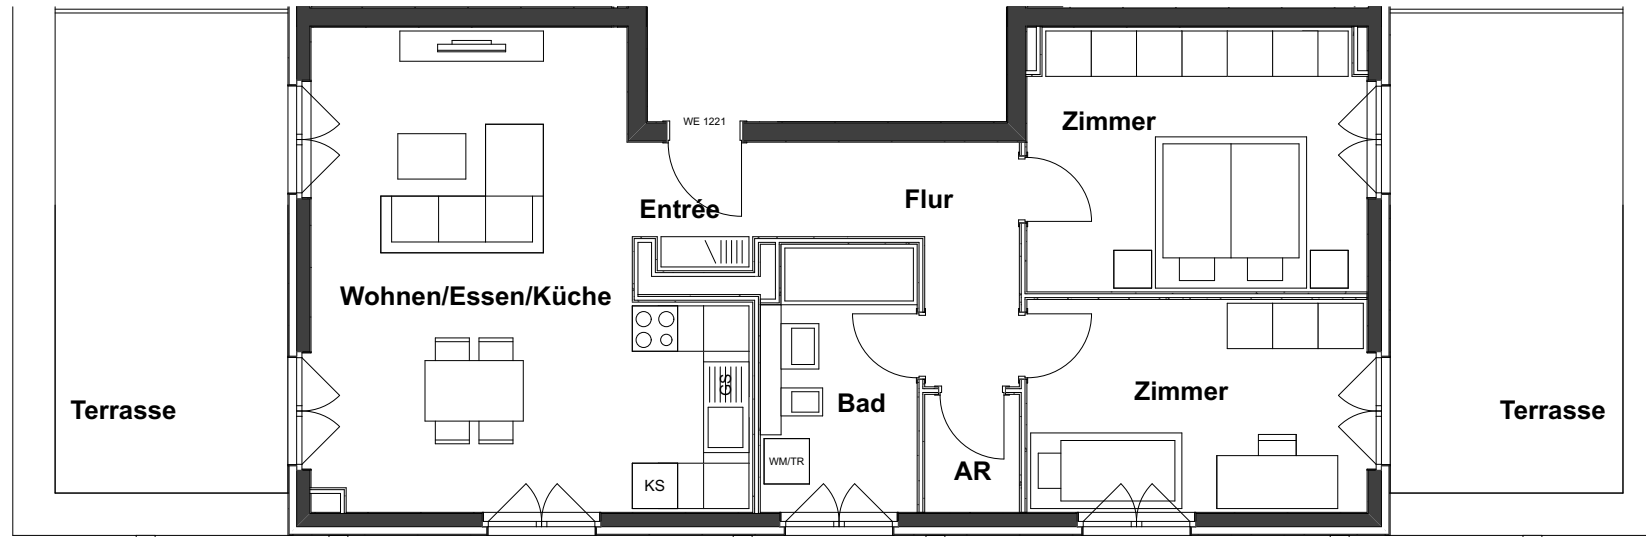 WE 1221
Zimmer
Entrée
Flur
Wohnen/Essen/Küche
GS
Terrasse
Bad
Zimmer
Terrasse
WM/TR
AR
KS